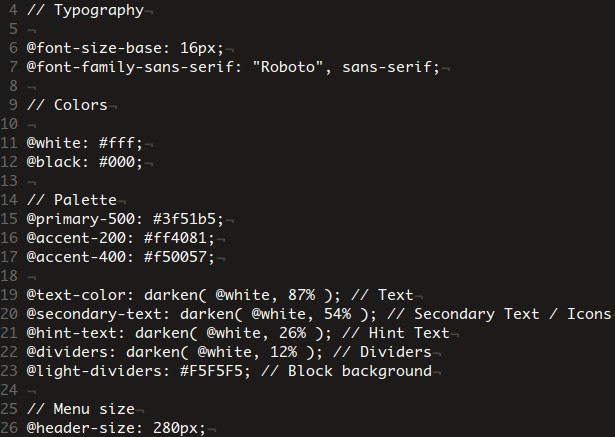 4 // Typography¬
5 ¬
6 @font-size-base: 16px;¬
7 @font-family-sans-serif: "Roboto", sans-serif;¬
8 ¬
9 // Colors¬
10 ¬
11 @white: #fff;¬
12 @black: #000;¬
13 ¬
14 // Palette¬
15 @primary-500: #3f51b5;¬
16 @accent-200: #ff4081;¬
17 @accent-400: #f50057;¬
18 ¬
19 @text-color: darken( @white, 87% ); // Text¬
20 @secondary-text: darken( @white, 54% ); // Secondary Text / Icons
21 @hint-text: darken( @white, 26% ); // Hint Text¬
22 @dividers: darken( @white, 12% ); // Dividers¬
23 @light-dividers: #F5F5F5; // Block background¬
24 ¬
25 // Menu size¬
26 @header-size: 280px;¬